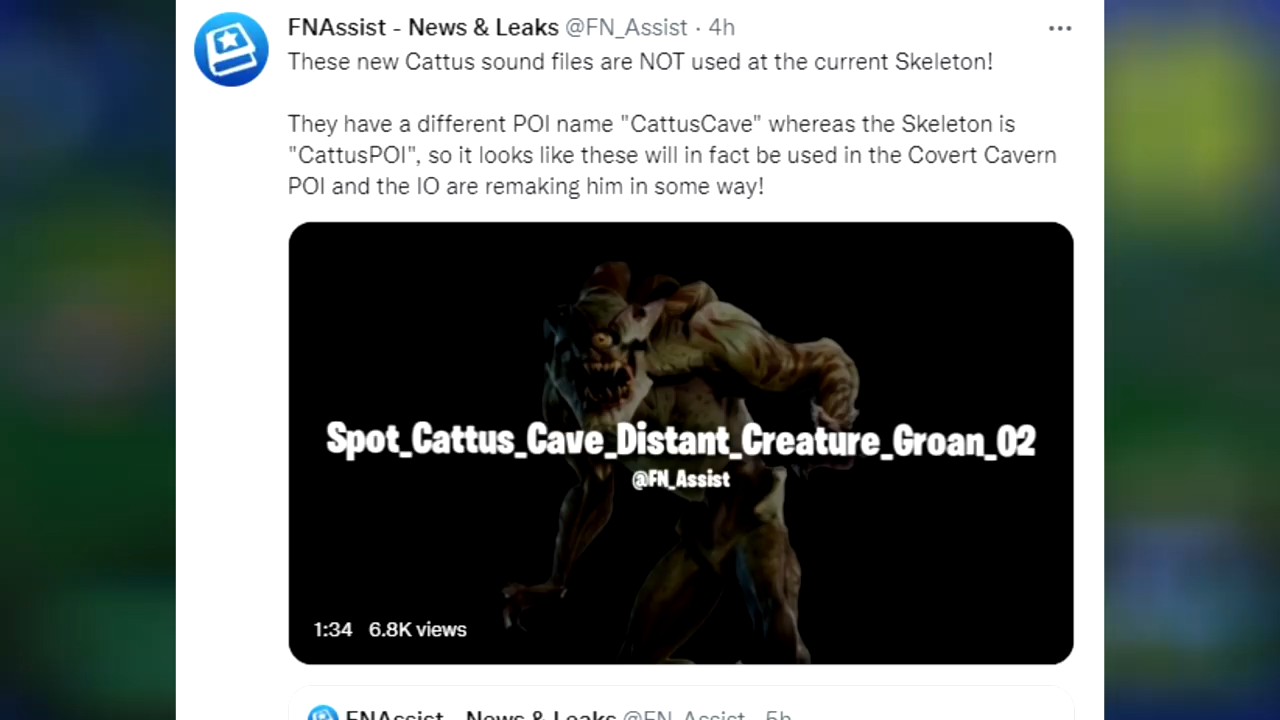 FNAssist - News & Leaks @FN_Assist · 4h
These new Cattus sound files are NOT used at the current Skeleton!
They have a different POI name "CattusCave" whereas the Skeleton is
"CattusPOI", so it looks like these will in fact be used in the Covert Cavern
POI and the IO are remaking him in some way!
Spot_Cattus_Cave_Distant_Creature_Groan_02
@FN_Assist
1:34 6.8K views
FNAssist - News & Leaks @FN_Assist · 5h